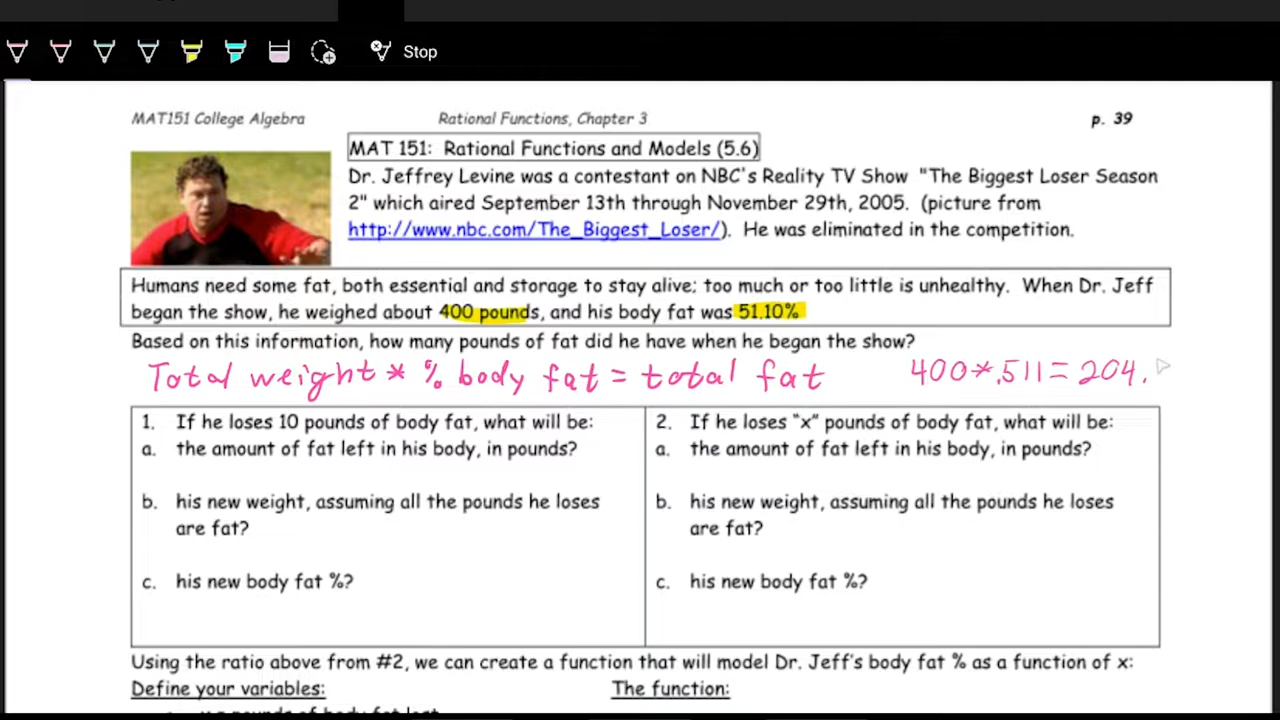 Stop
MAT151 College Algebra Rational Functions, Chapter 3 p. 39
MAT 151: Rational Functions and Models (5.6)
Dr. Jeffrey Levine was a contestant on NBC's Reality TV Show "The Biggest Loser Season
2" which aired September 13th through November 29th, 2005. (picture from
http://www.nbc.com/The_Biggest_Loser/). He was eliminated in the competition.
Humans need some fat, both essential and storage to stay alive; too much or too little is unhealthy. When Dr. Jeff
began the show, he weighed about 400 pounds, and his body fat was 51.10%
Based on this information, how many pounds of fat did he have when he began the show?
Total weight * % body fat = total fat 400*.511=204.
1. If he loses 10 pounds of body fat, what will be:
a. the amount of fat left in his body, in pounds?
b. his new weight, assuming all the pounds he loses
are fat?
c. his new body fat %?
2. If he loses “x” pounds of body fat, what will be:
a. the amount of fat left in his body, in pounds?
b. his new weight, assuming all the pounds he loses
are fat?
c. his new body fat %?
Using the ratio above from #2, we can create a function that will model Dr. Jeff’s body fat % as a function of x:
Define your variables: The function:
x = pounds of body fat lost